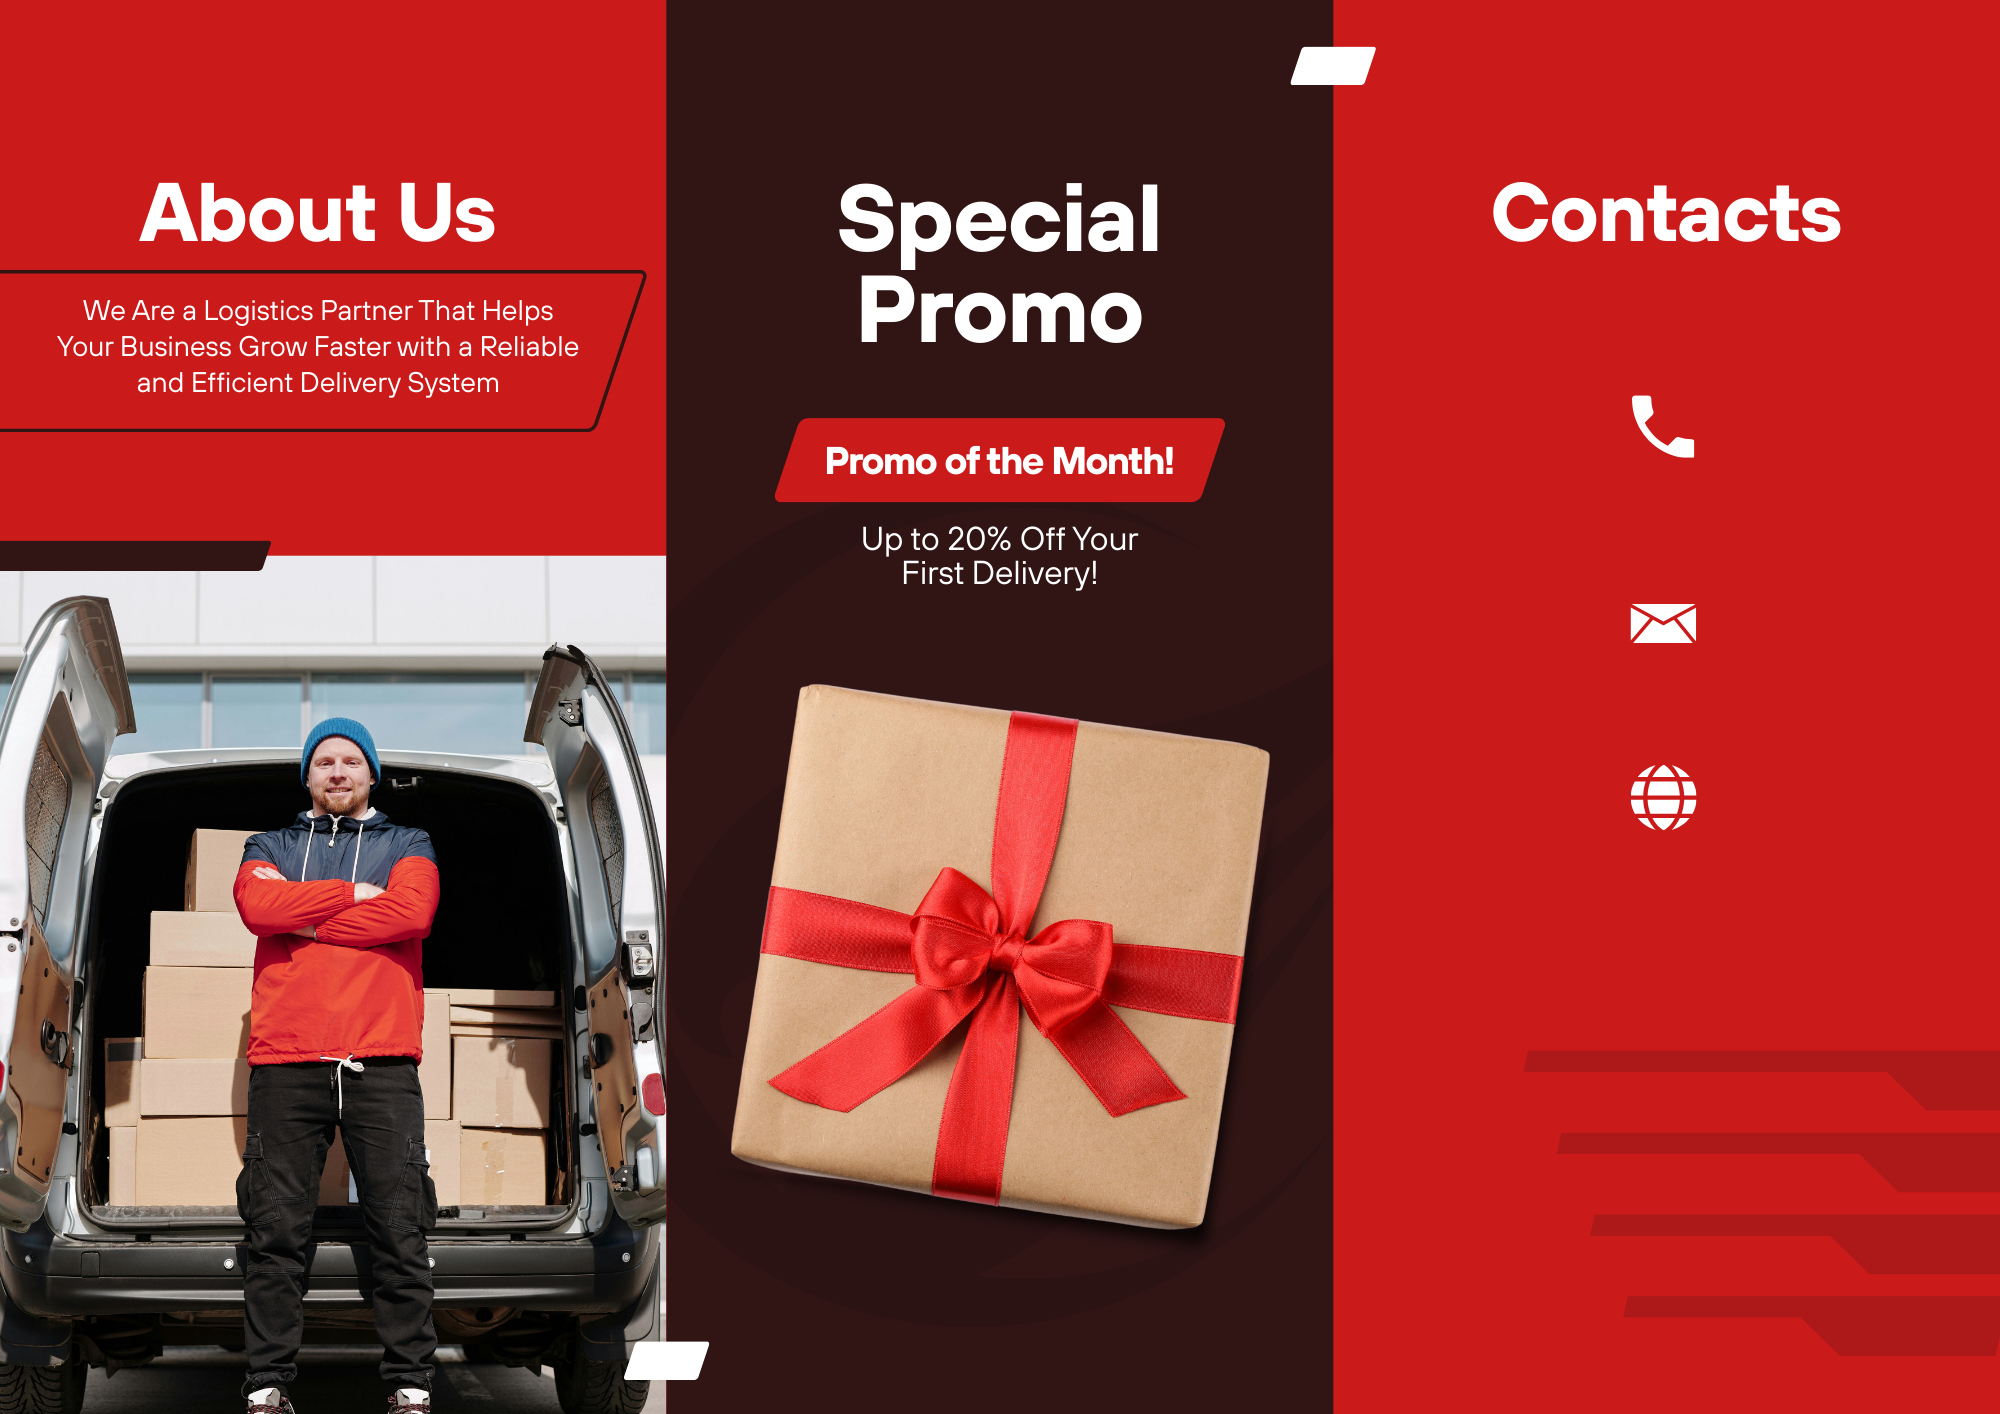 About Us
We Are a Logistics Partner That Helps
Your Business Grow Faster with a Reliable
and Efficient Delivery System
Special
Promo
Promo of the Month!
Up to 20% Off Your
First Delivery!
Contacts